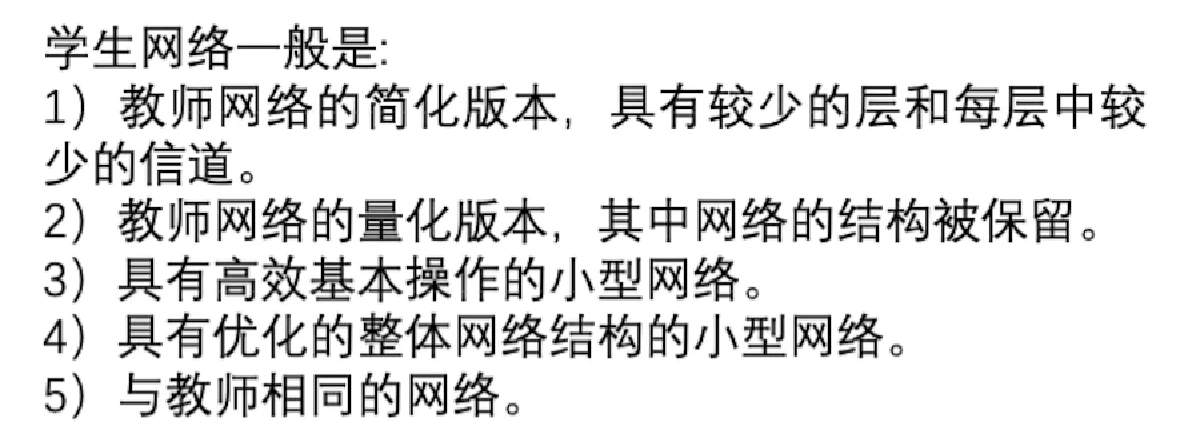 学生网络一般是:
1）教师网络的简化版本，具有较少的层和每层中较
少的信道。
2）教师网络的量化版本，其中网络的结构被保留。
3）具有高效基本操作的小型网络。
4）具有优化的整体网络结构的小型网络。
5）与教师相同的网络。